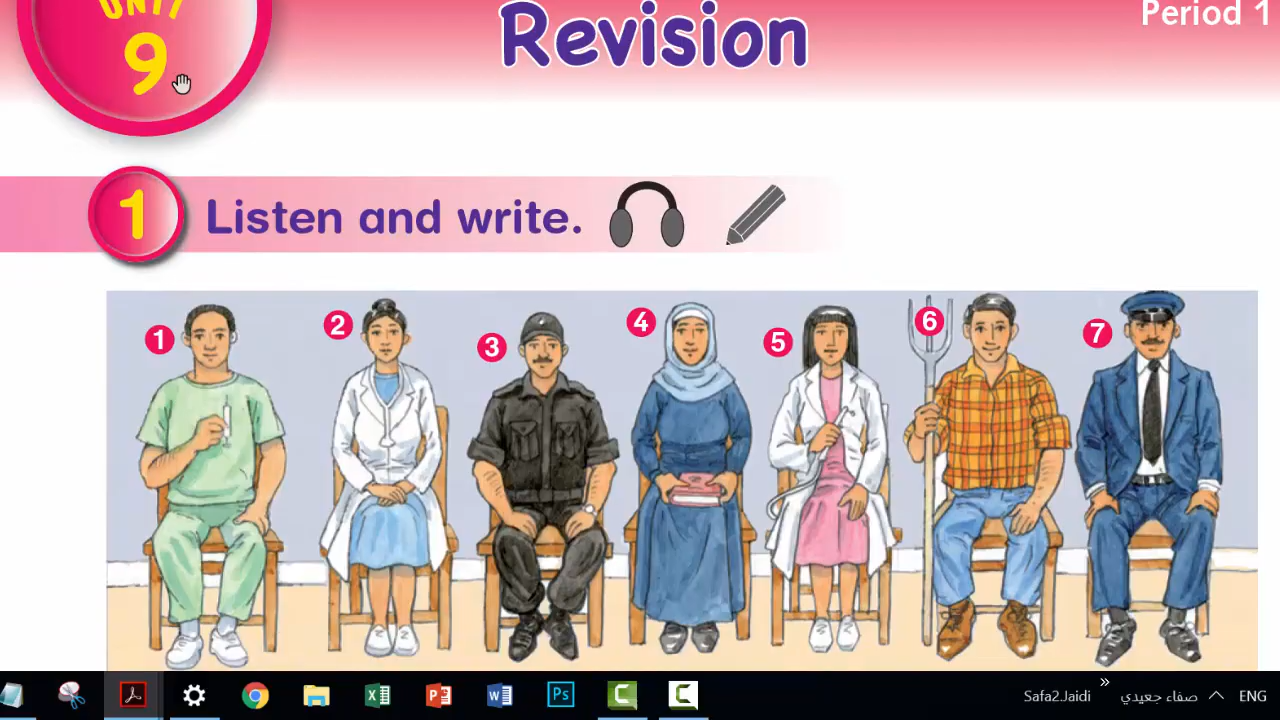 UNIT
9
Revision
Period 1
1 Listen and write.
1
2
3
4
5
6
7
Safa2.Jaidi
صفاء جعيدي
ENG